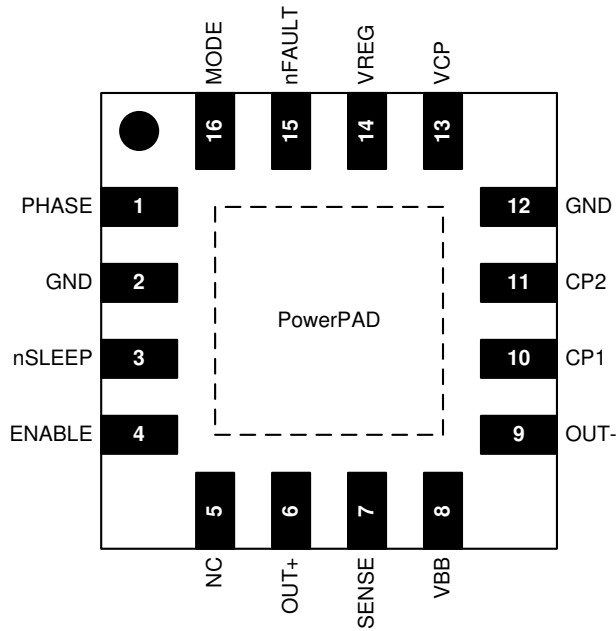 MODE
nFAULT
VREG
VCP
16
15
14
13
PHASE 1
12 GND
GND 2
11 CP2
nSLEEP 3
PowerPAD
10 CP1
ENABLE 4
9 OUT-
5
6
7
8
NC
OUT+
SENSE
VBB